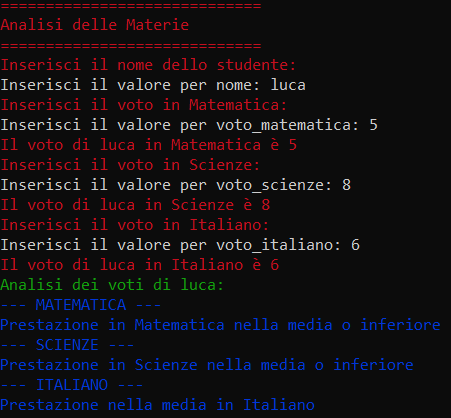 ============================
Analisi delle Materie
============================
Inserisci il nome dello studente:
Inserisci il valore per nome: luca
Inserisci il voto in Matematica:
Inserisci il valore per voto_matematica: 5
Il voto di luca in Matematica è 5
Inserisci il voto in Scienze:
Inserisci il valore per voto_scienze: 8
Il voto di luca in Scienze è 8
Inserisci il voto in Italiano:
Inserisci il valore per voto_italiano: 6
Il voto di luca in Italiano è 6
Analisi dei voti di luca:
--- MATEMATICA ---
Prestazione in Matematica nella media o inferiore
--- SCIENZE ---
Prestazione in Scienze nella media o inferiore
--- ITALIANO ---
Prestazione nella media in Italiano